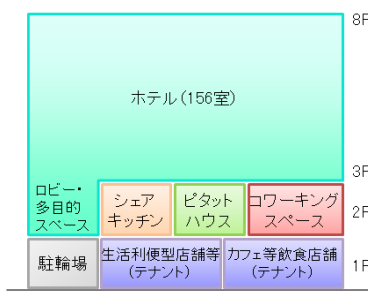 8F
ホテル(156室)
3F
ロビー・
多目的
スペース
シェア
キッチン
ピタット
ハウス
コワーキング
スペース
2F
駐輪場
生活利便型店舗等
(テナント)
カフェ等飲食店舗
(テナント)
1F